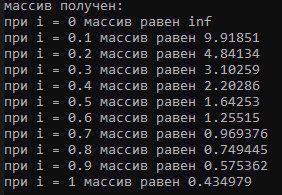 массив получен:
при i = 0 массив равен inf
при i = 0.1 массив равен 9.91851
при i = 0.2 массив равен 4.84134
при i = 0.3 массив равен 3.10259
при i = 0.4 массив равен 2.20286
при i = 0.5 массив равен 1.64253
при i = 0.6 массив равен 1.25515
при i = 0.7 массив равен 0.969376
при i = 0.8 массив равен 0.749445
при i = 0.9 массив равен 0.575362
при i = 1 массив равен 0.434979